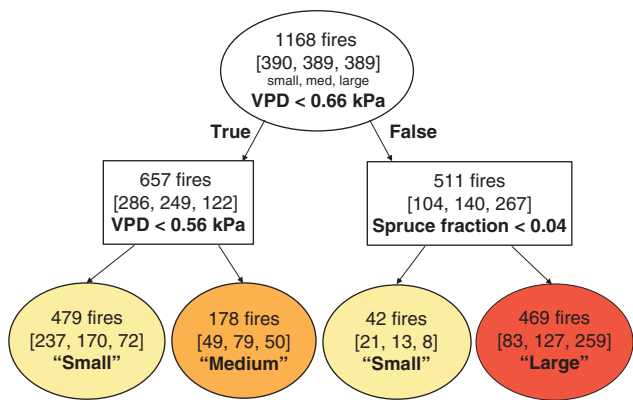 1168 fires
[390, 389, 389]
small, med, large
VPD < 0.66 kPa
True
False
657 fires
[286, 249, 122]
VPD < 0.56 kPa
511 fires
[104, 140, 267]
Spruce fraction < 0.04
479 fires
[237, 170, 72]
“Small”
178 fires
[49, 79, 50]
“Medium”
42 fires
[21, 13, 8]
“Small”
469 fires
[83, 127, 259]
“Large”